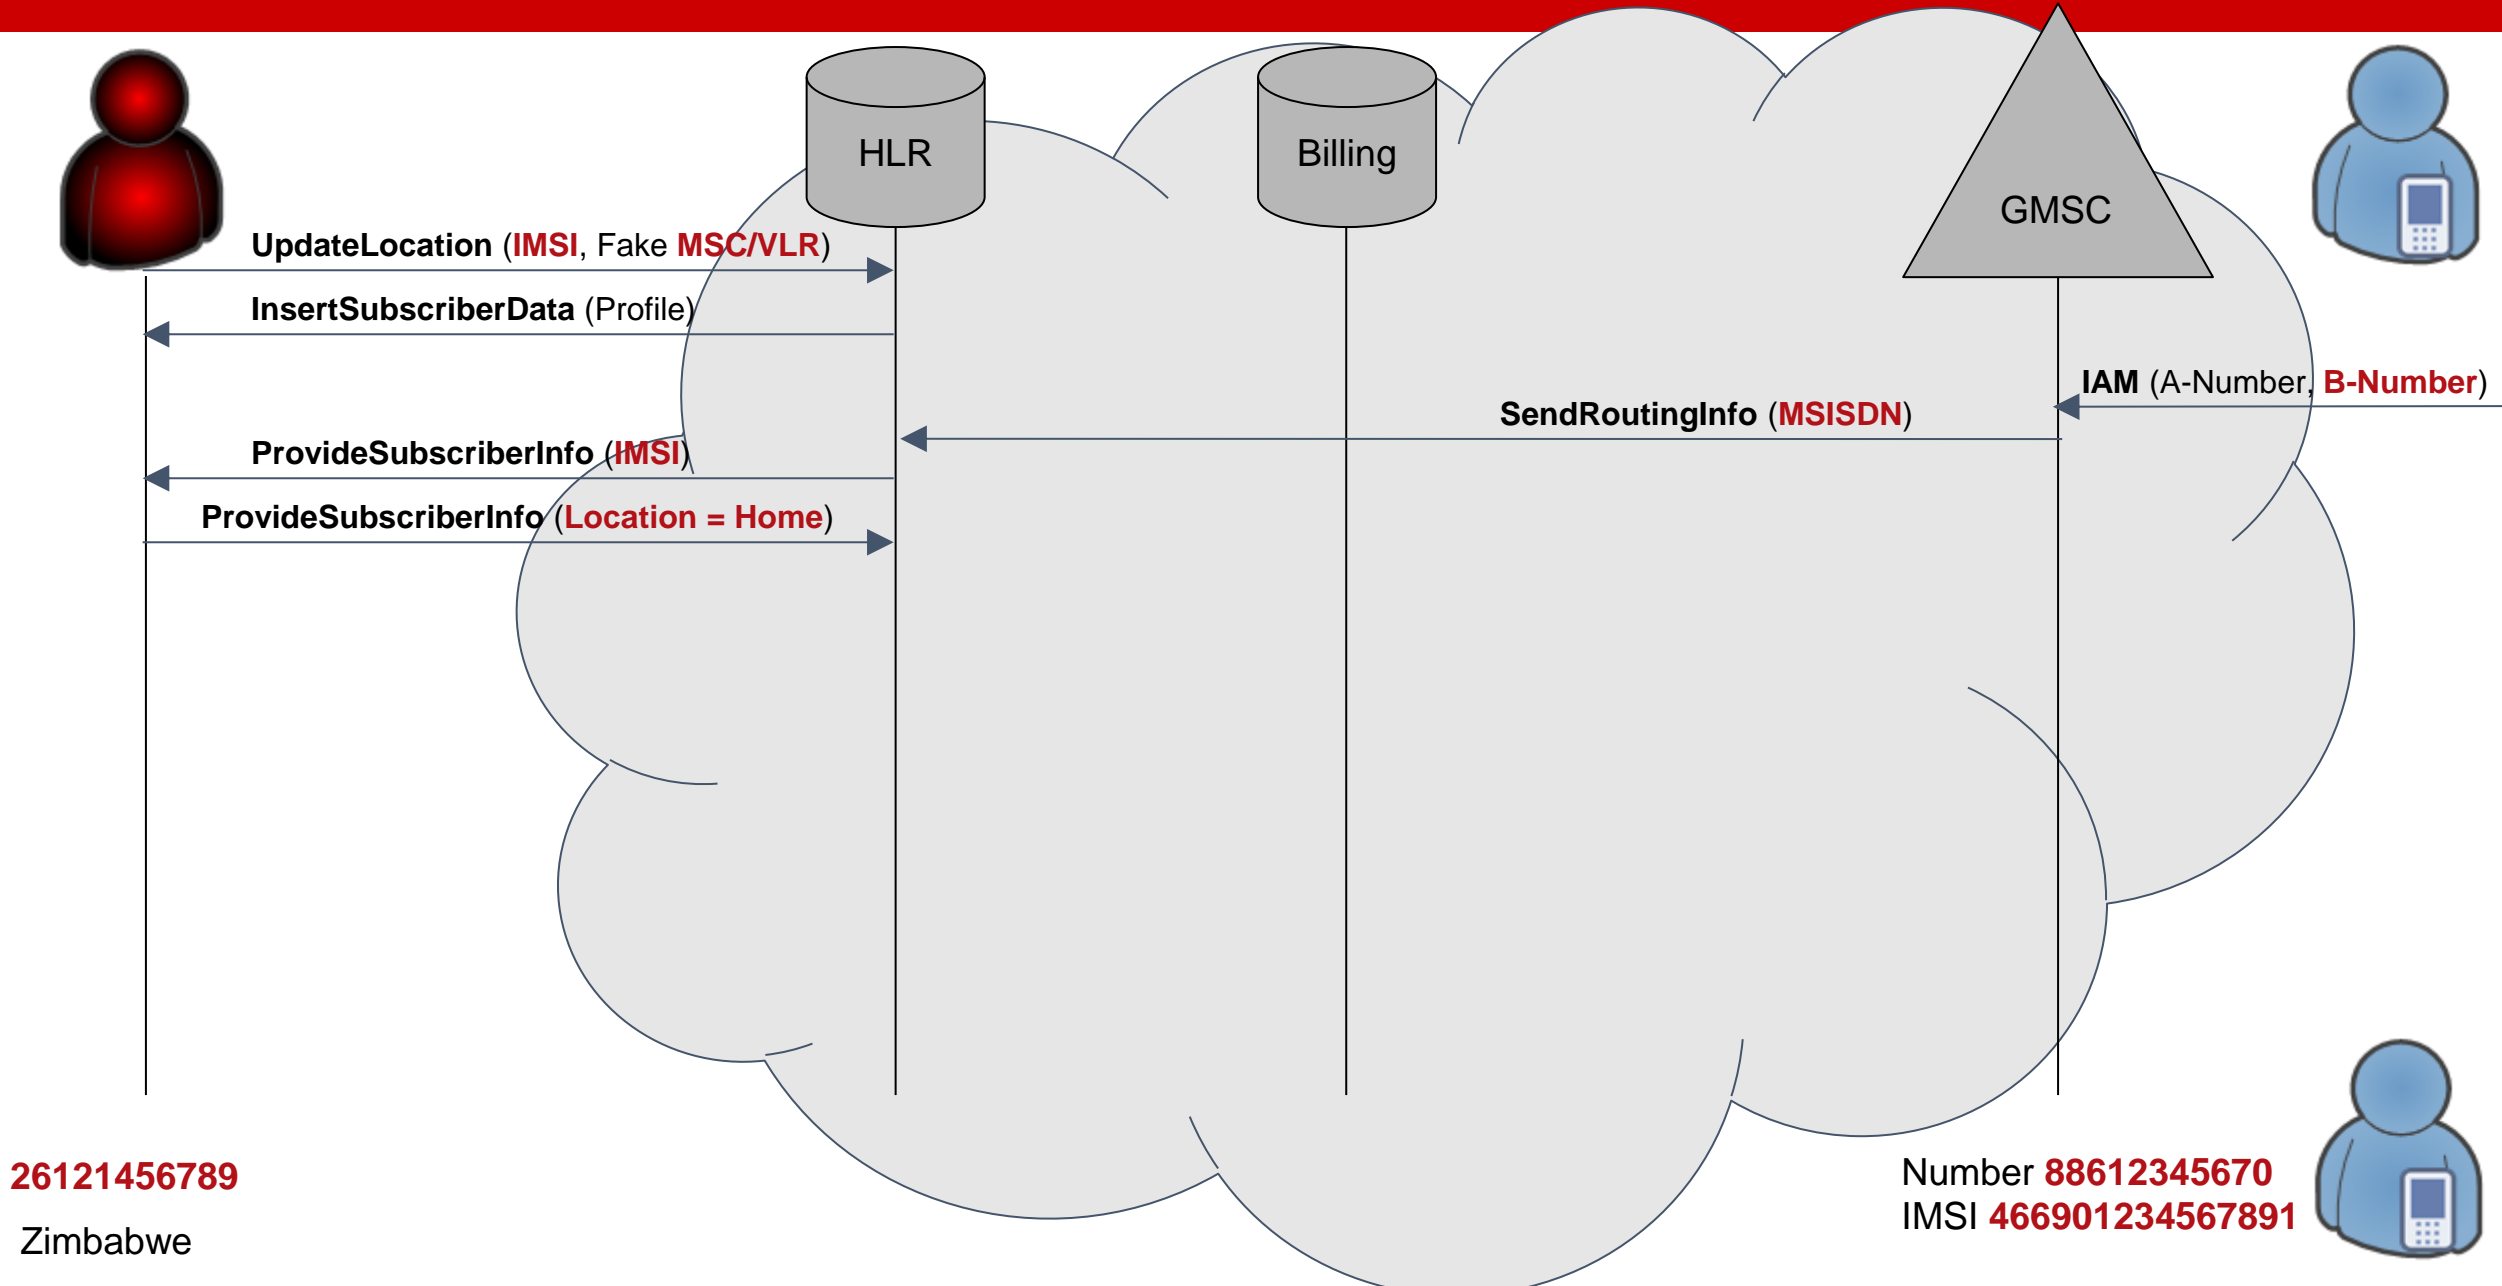 HLR
Billing
GMSC
UpdateLocation (IMSI, Fake MSC/VLR)
InsertSubscriberData (Profile)
IAM (A-Number, B-Number)
SendRoutingInfo (MSISDN)
ProvideSubscriberInfo (IMSI)
ProvideSubscriberInfo (Location = Home)
26121456789
Zimbabwe
Number 88612345670
IMSI 466901234567891